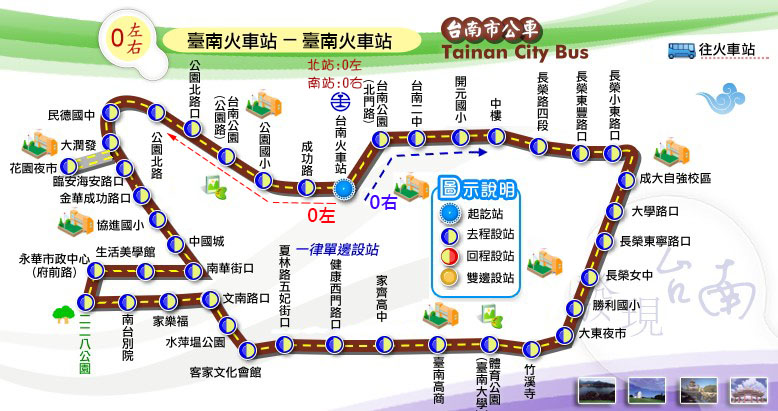 0左右
臺南火車站－臺南火車站
北站:0左
南站:0右
台南市公車
Tainan City Bus
往火車站
民德國中
大潤發
花園夜市
臨安海安路口
金華成功路口
協進國小
中國城
南華街口
生活美學館
永華市政中心
(府前路)
二二八公園
南台別院
家樂福
文南路口
水萍塭公園
客家文化會館
夏林路五妃街口
健康西門路口
家齊高中
臺南高商
體育公園
(臺南大學)
竹溪寺
大東夜市
勝利國小
長榮女中
長榮東寧路口
大學路口
成大自強校區
長榮小東路口
長榮東豐路口
長榮路四段
中樓
開元國小
台南二中
台南公園
(北門路)
台南火車站
成功路
公園國小
台南公園
(公園路)
公園北路口
公園北路
0左
0右
一律單邊設站
圖示說明
起訖站
去程設站
回程設站
雙邊設站
發現台南